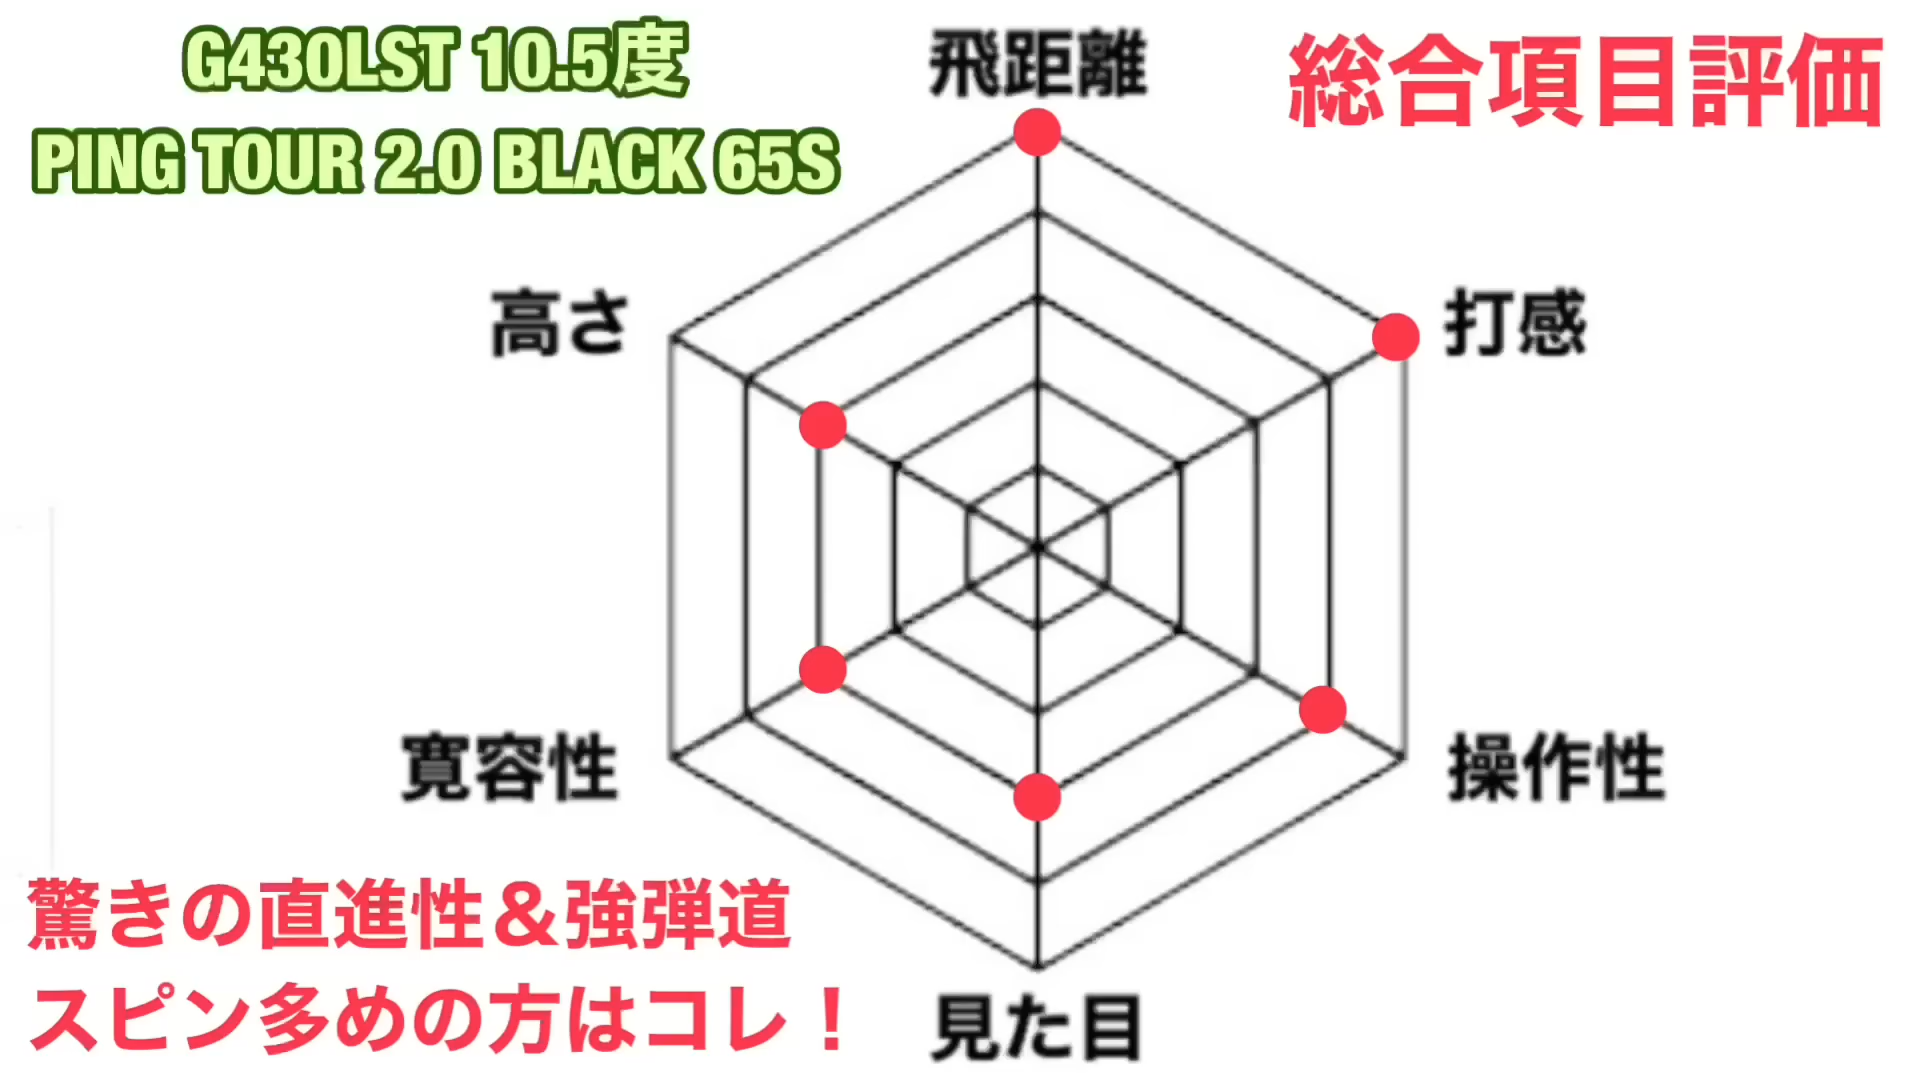 G430LST 10.5度
PING TOUR 2.0 BLACK 65S
総合項目評価
飛距離
高さ
打感
寛容性
操作性
見た目
驚きの直進性＆強弾道
スピン多めの方はコレ！